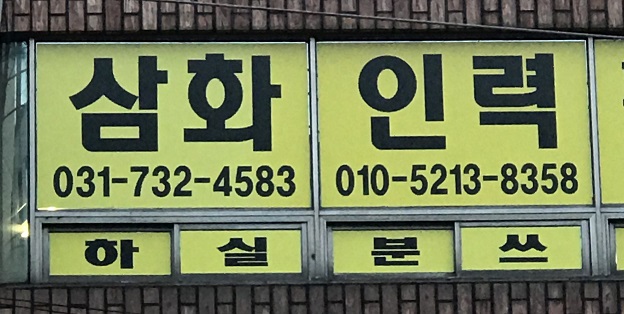 삼화 인력
031-732-4583 010-5213-8358
하 실 분 쓰